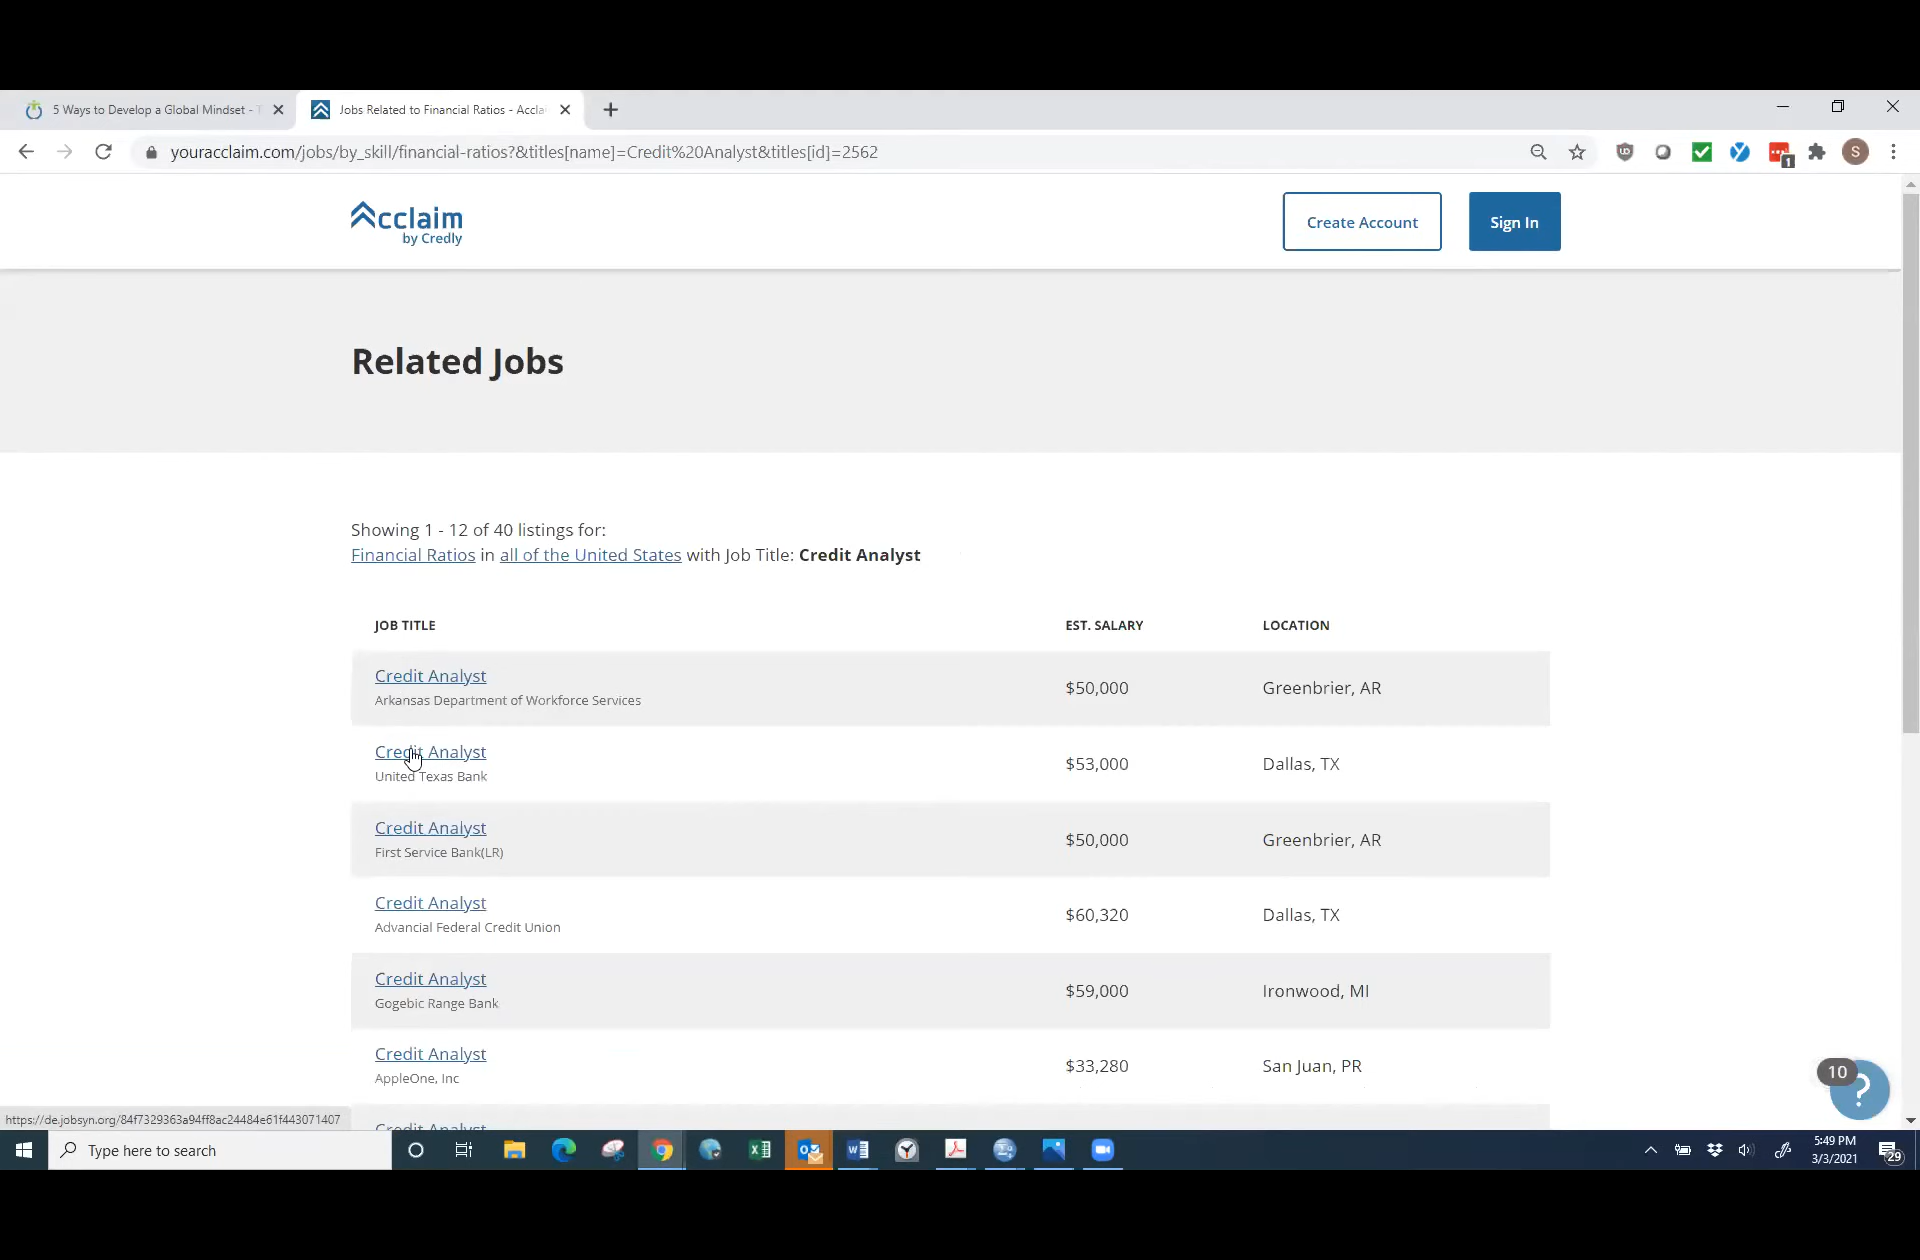 5 Ways to Develop a Global Mindset -
Jobs Related to Financial Ratios - Accla
youracclaim.com/jobs/by_skill/financial-ratios?&titles[name]=Credit%20Analyst&titles[id]=2562
S
1
Acclaim
by Credly
Create Account
Sign In
Related Jobs
Showing 1 - 12 of 40 listings for:
Financial Ratios in all of the United States with Job Title: Credit Analyst
JOB TITLE EST. SALARY LOCATION
Credit Analyst
Arkansas Department of Workforce Services
$50,000 Greenbrier, AR
Credit Analyst
United Texas Bank
$53,000 Dallas, TX
Credit Analyst
First Service Bank(LR)
$50,000 Greenbrier, AR
Credit Analyst
Advancial Federal Credit Union
$60,320 Dallas, TX
Credit Analyst
Gogebic Range Bank
$59,000 Ironwood, MI
Credit Analyst
AppleOne, Inc
$33,280 San Juan, PR
Credit Analyst
10
?
https://de.jobsyn.org/84f7329363a94ff8ac24484e61f443071407
Type here to search
5:49 PM
3/3/2021
29